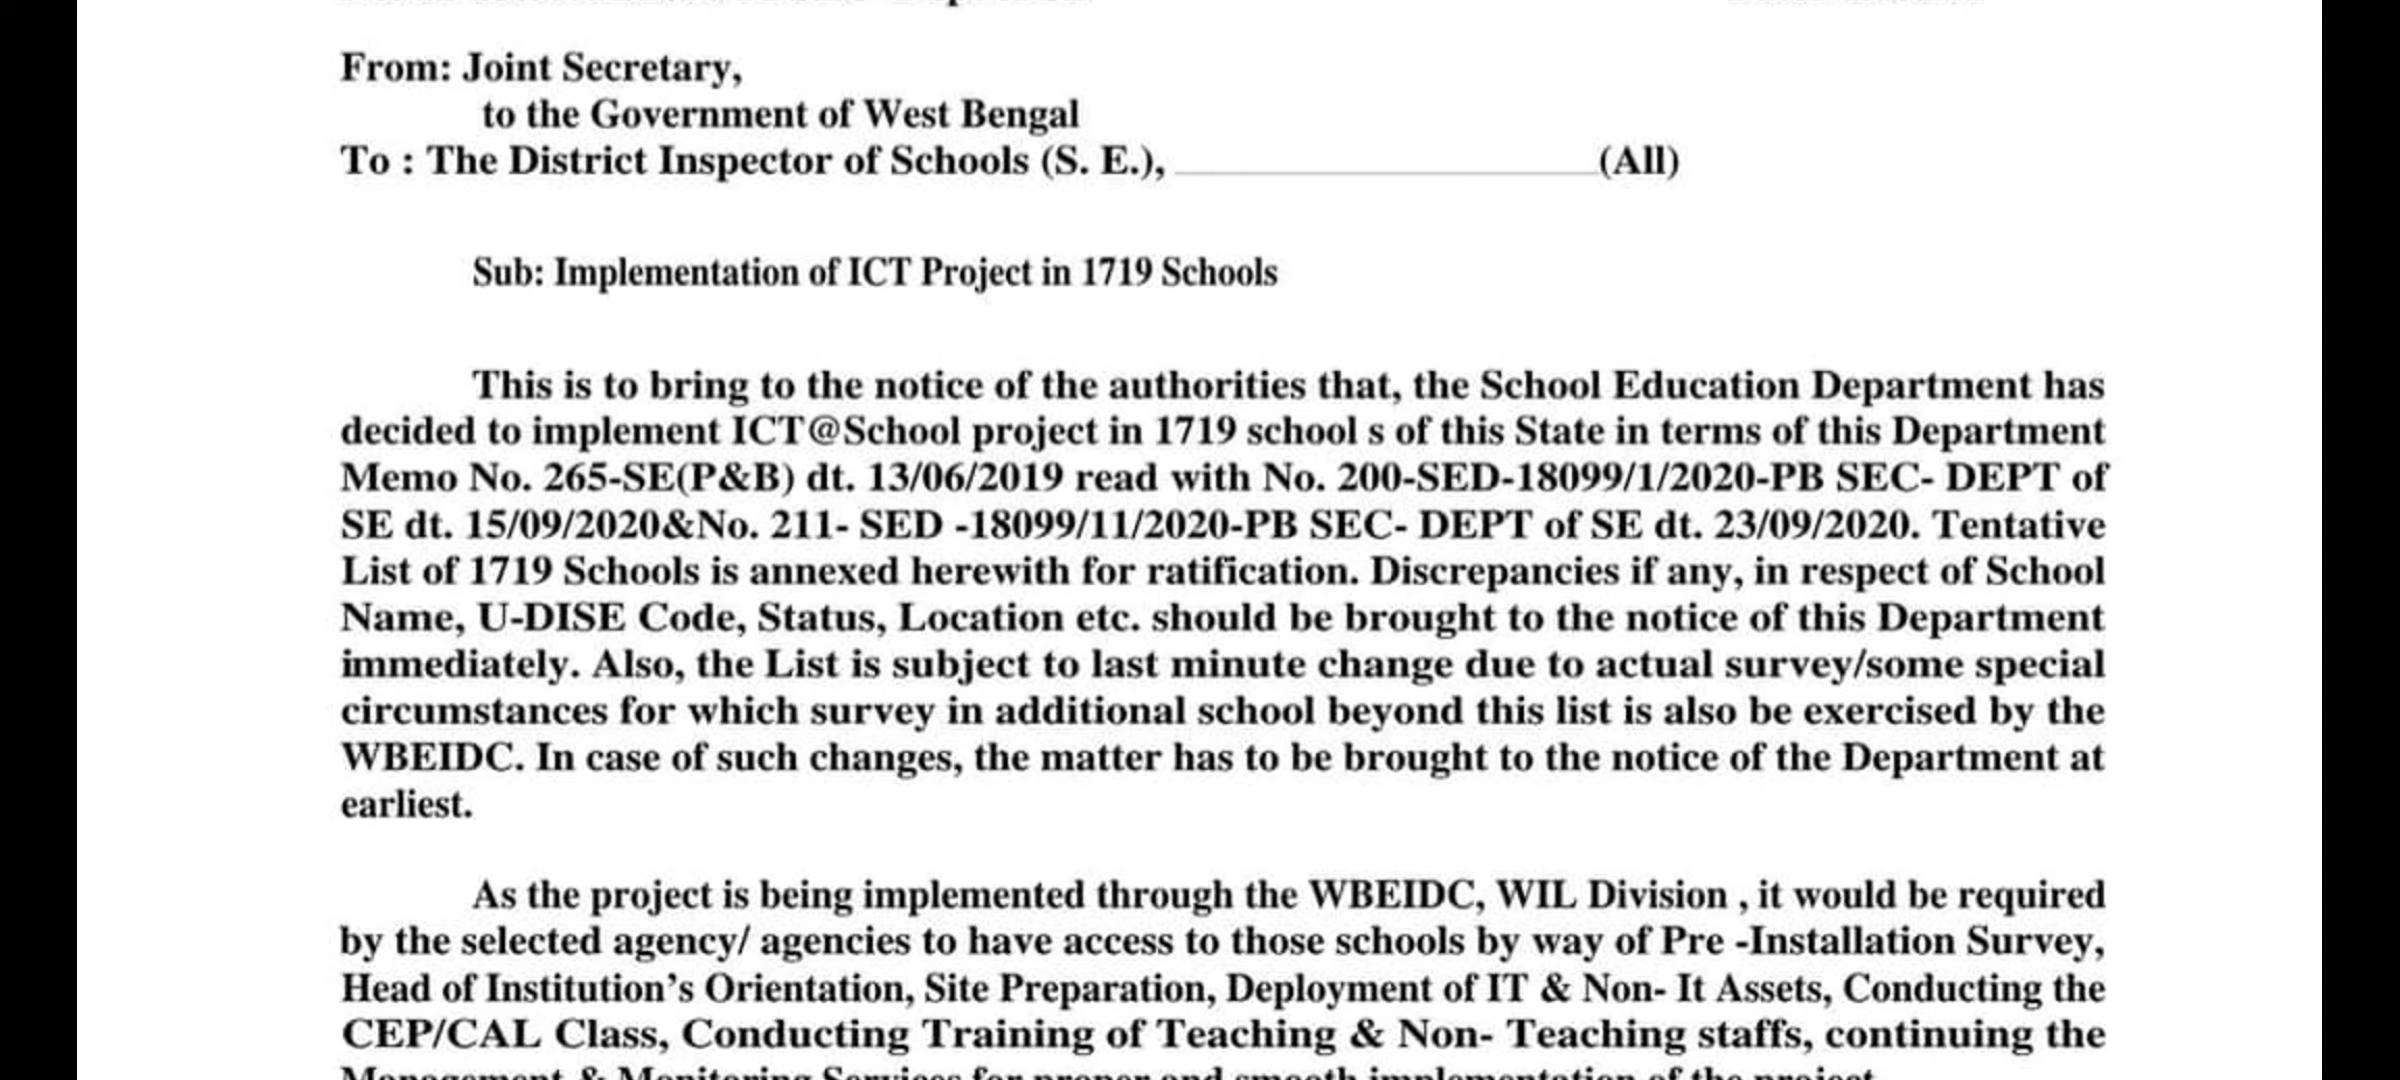 From: Joint Secretary,
to the Government of West Bengal
To : The District Inspector of Schools (S. E.), (All)
Sub: Implementation of ICT Project in 1719 Schools
This is to bring to the notice of the authorities that, the School Education Department has
decided to implement ICT@School project in 1719 school s of this State in terms of this Department
Memo No. 265-SE(P&B) dt. 13/06/2019 read with No. 200-SED-18099/1/2020-PB SEC- DEPT of
SE dt. 15/09/2020&No. 211- SED -18099/11/2020-PB SEC- DEPT of SE dt. 23/09/2020. Tentative
List of 1719 Schools is annexed herewith for ratification. Discrepancies if any, in respect of School
Name, U-DISE Code, Status, Location etc. should be brought to the notice of this Department
immediately. Also, the List is subject to last minute change due to actual survey/some special
circumstances for which survey in additional school beyond this list is also be exercised by the
WBEIDC. In case of such changes, the matter has to be brought to the notice of the Department at
earliest.
As the project is being implemented through the WBEIDC, WIL Division , it would be required
by the selected agency/ agencies to have access to those schools by way of Pre -Installation Survey,
Head of Institution’s Orientation, Site Preparation, Deployment of IT & Non- It Assets, Conducting the
CEP/CAL Class, Conducting Training of Teaching & Non- Teaching staffs, continuing the
Management & Monitoring Services for proper and smooth implementation of the project